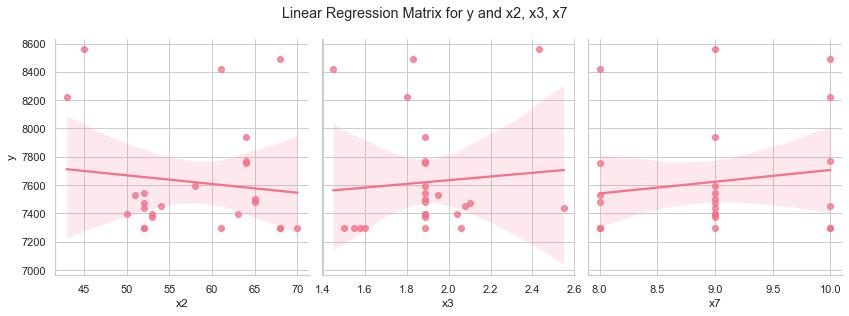 Linear Regression Matrix for y and x2, x3, x7
8600
8400
8200
8000
7800
7600
7400
7200
7000
y
45 50 55 60 65 70
x2
1.4 1.6 1.8 2.0 2.2 2.4 2.6
x3
8.0 8.5 9.0 9.5 10.0
x7